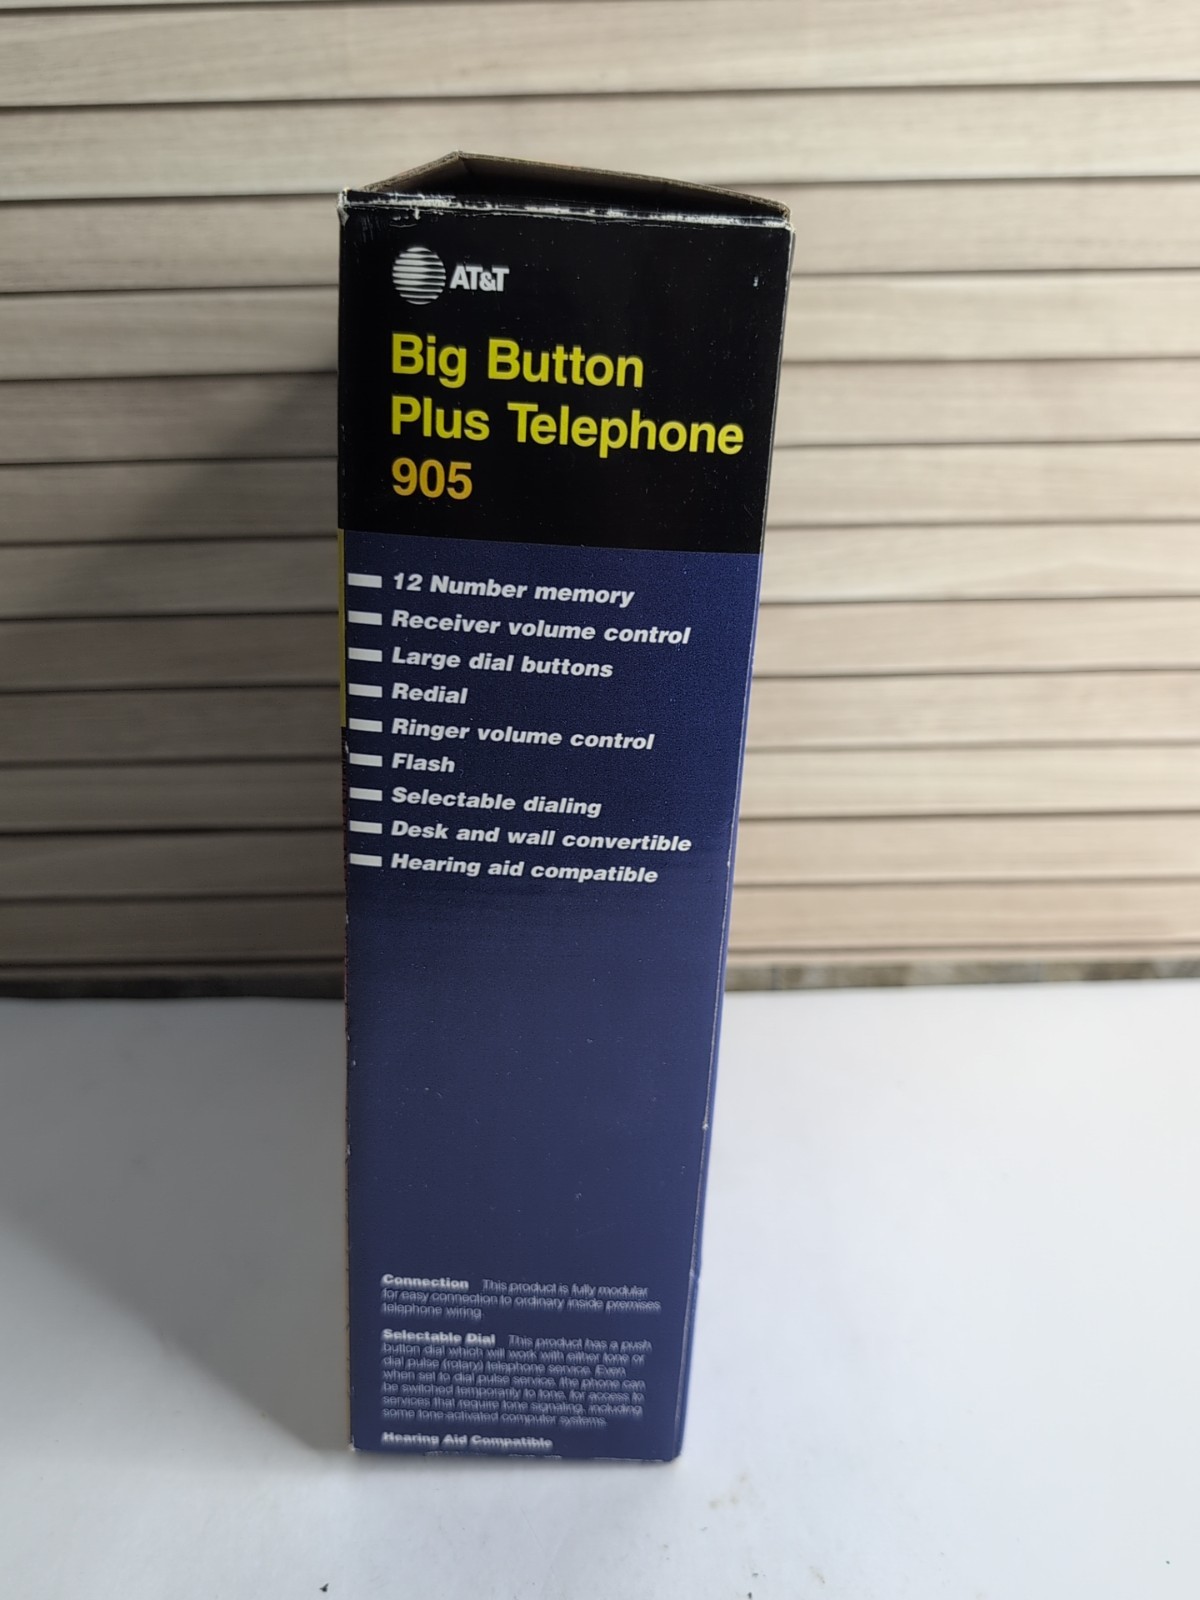 AT&T
Big Button
Plus Telephone
905
12 Number memory
Receiver volume control
Large dial buttons
Redial
Ringer volume control
Flash
Selectable dialing
Desk and wall convertible
Hearing aid compatible
Connection This product is fully modular
for easy connection to ordinary inside premises
telephone wiring.
Selectable Dial This product has a push
button dial which will work with either tone or
dial pulse (rotary) telephone service. Even
when set to dial pulse service, the phone can
be switched temporarily to tone, for access to
services that require tone signaling, including
some tone-activated computer systems.
Hearing Aid Compatible